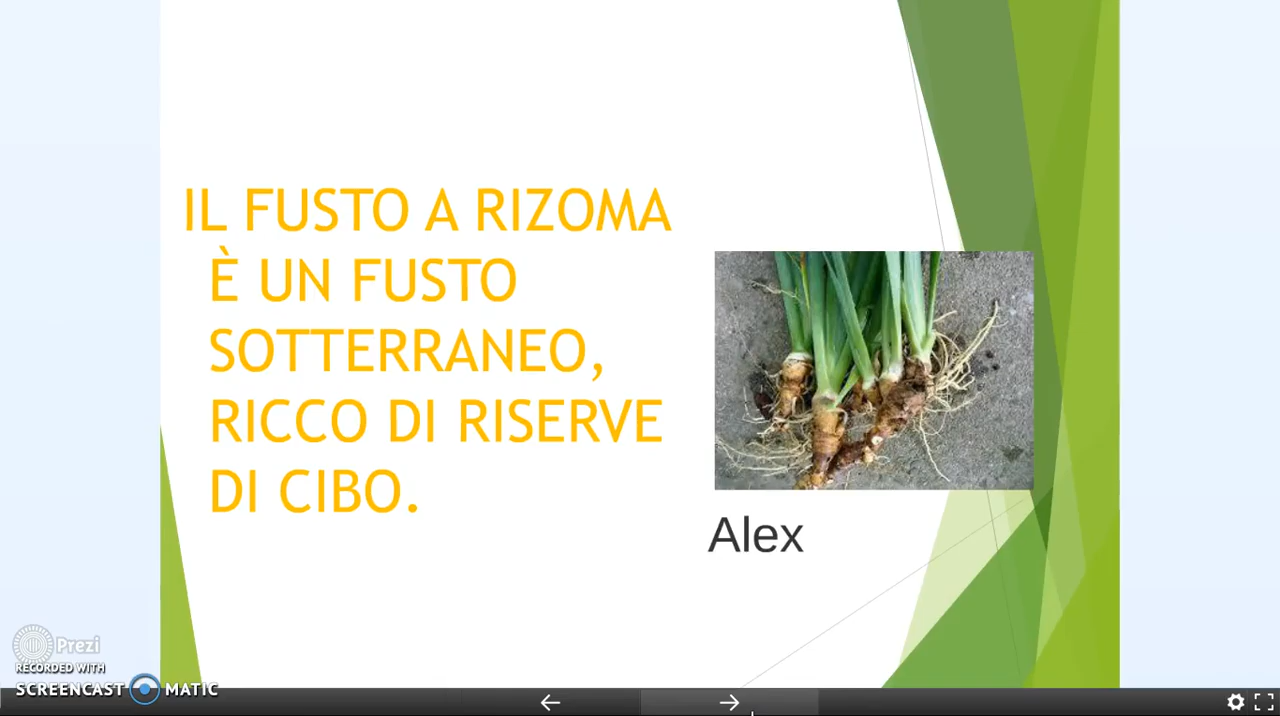 IL FUSTO A RIZOMA
È UN FUSTO
SOTTERRANEO,
RICCO DI RISERVE
DI CIBO.
Alex
Prezi
RECORDED WITH
SCREENCAST MATIC